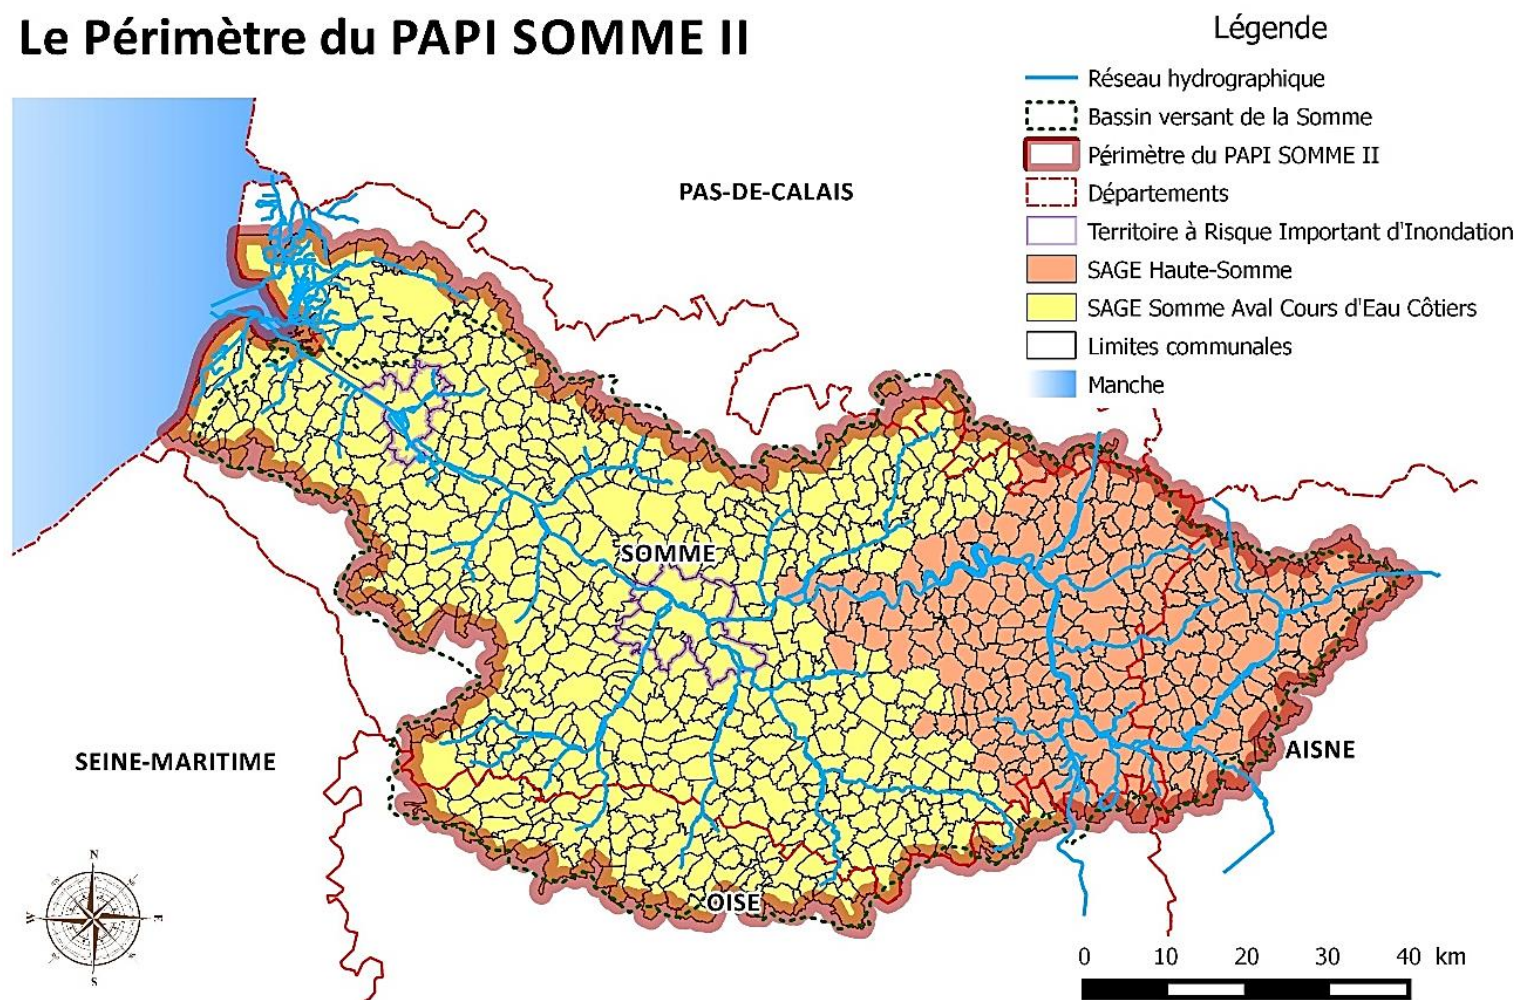 Le Périmètre du PAPI SOMME II
Légende
Réseau hydrographique
Bassin versant de la Somme
Périmètre du PAPI SOMME II
Départements
Territoire à Risque Important d'Inondation
SAGE Haute-Somme
SAGE Somme Aval Cours d'Eau Côtiers
Limites communales
Manche
PAS-DE-CALAIS
SOMME
SEINE-MARITIME
AISNE
OISE
N
W
E
S
0 10 20 30 40 km